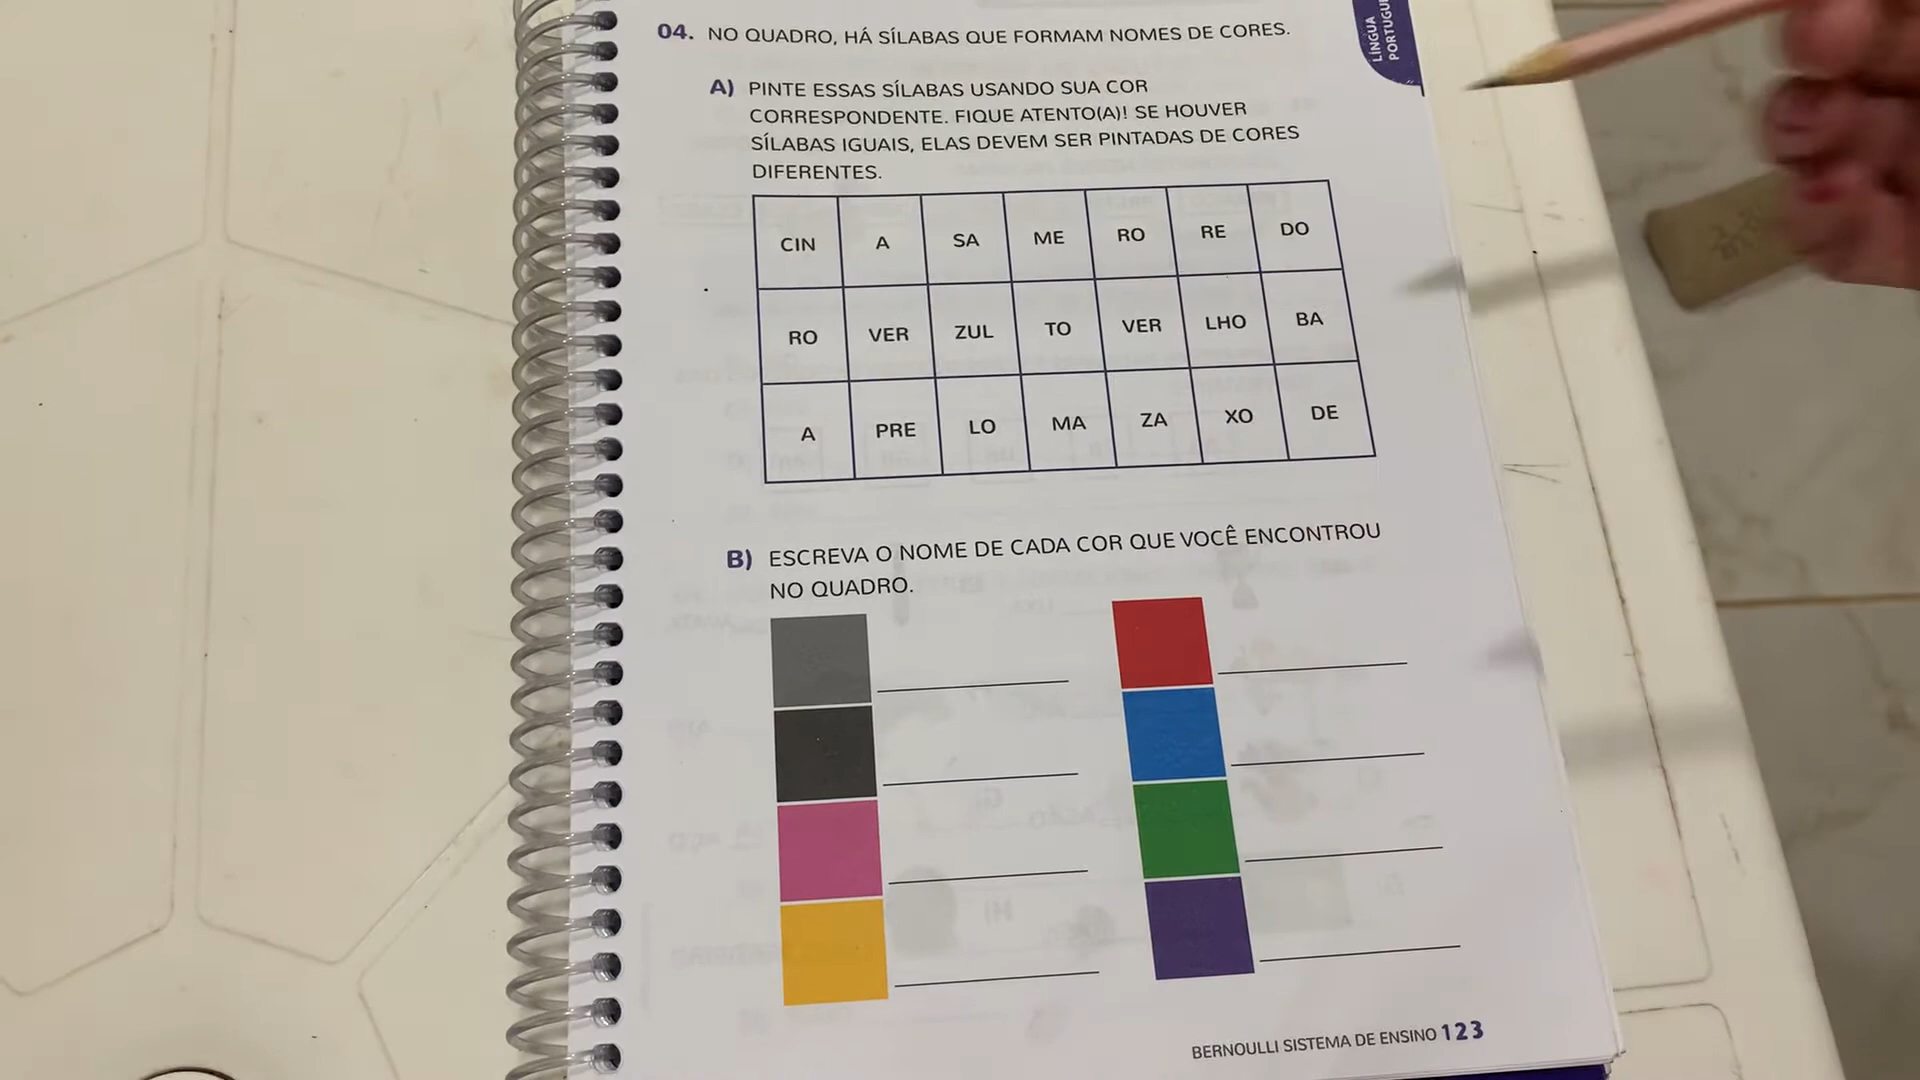 LÍNGUA
04. NO QUADRO, HÁ SÍLABAS QUE FORMAM NOMES DE CORES.
A) PINTE ESSAS SÍLABAS USANDO SUA COR
CORRESPONDENTE. FIQUE ATENTO(A)! SE HOUVER
SÍLABAS IGUAIS, ELAS DEVEM SER PINTADAS DE CORES
DIFERENTES.
CIN A SA ME RO RE DO
RO VER ZUL TO VER LHO BA
A PRE LO MA ZA XO DE
B) ESCREVA O NOME DE CADA COR QUE VOCÊ ENCONTROU
NO QUADRO.
BERNOULLI SISTEMA DE ENSINO 123